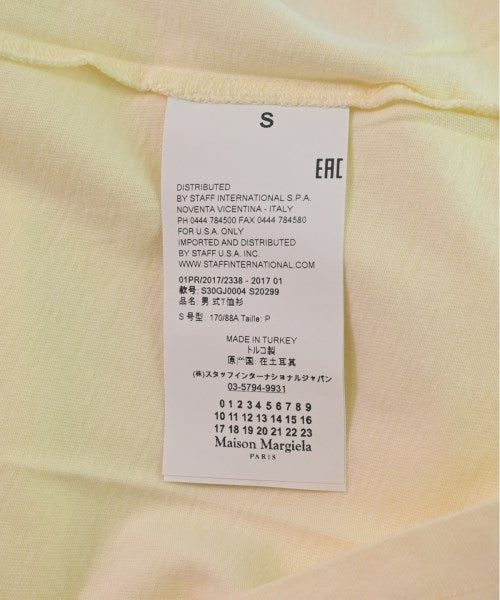 S
EAC
DISTRIBUTED
BY STAFF INTERNATIONAL S.P.A.
NOVENTA VICENTINA - ITALY
PH 0444 784500 FAX 0444 784580
FOR U.S.A. ONLY
IMPORTED AND DISTRIBUTED
BY STAFF U.S.A. INC.
WWW.STAFFINTERNATIONAL.COM
01PR/2017/2338 - 2017 01
款号: S30GJ0004 S20299
品名: 男 式T恤衫
S 号型: 170/88A Taille: P
MADE IN TURKEY
トルコ製
原产国: 在土耳其
(株)スタッフインターナショナルジャパン
03-5794-9931
0 1 2 3 4 5 6 7 8 9
10 11 12 13 14 15 16
17 18 19 20 21 22 23
Maison Margiela
PARIS